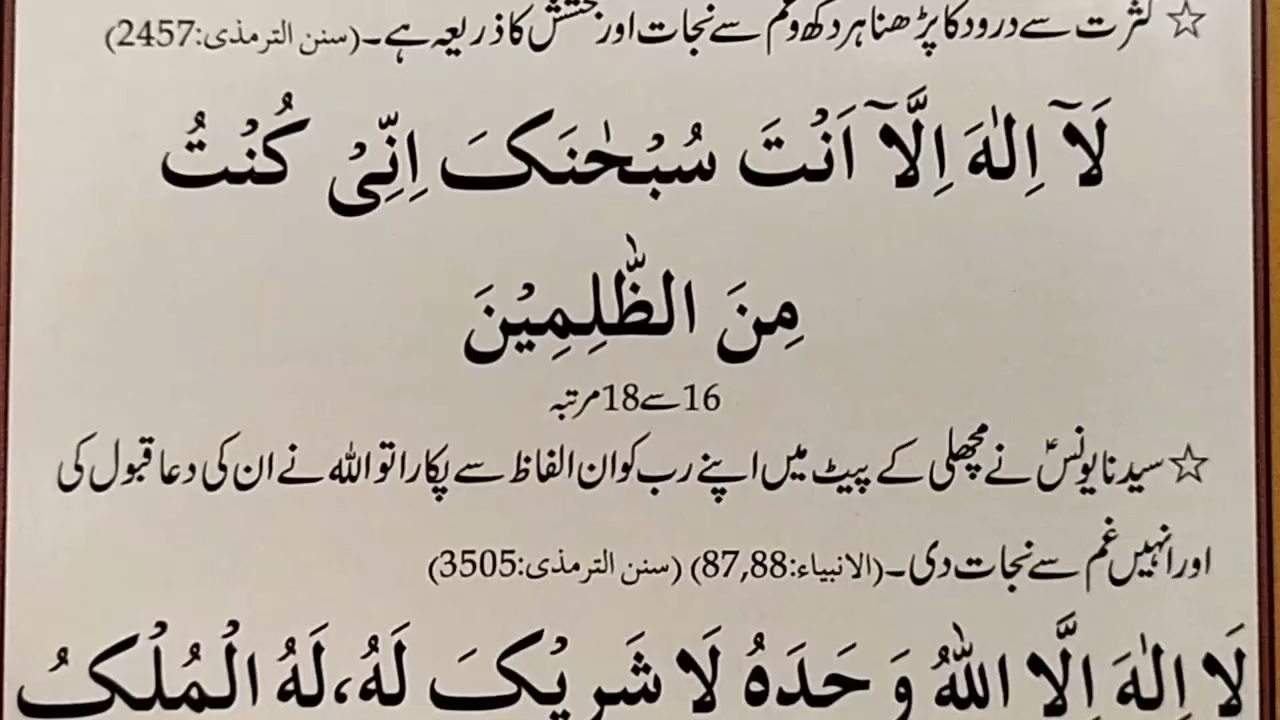 ☆ کثرت سے درود کا پڑھنا ہر دکھ و غم سے نجات اور بخشش کا ذریعہ ہے۔ (سنن الترمذی:2457)
لَاۤ اِلٰهَ اِلَّاۤ اَنْتَ سُبْحٰنَکَ اِنِّیْ کُنْتُ
مِنَ الظّٰلِمِیْنَ
16 سے 18 مرتبہ
☆ سیدنا یونسؑ نے مچھلی کے پیٹ میں اپنے رب کو ان الفاظ سے پکارا تو اللہ نے ان کی دعا قبول کی
اور انہیں غم سے نجات دی۔ (الانبیاء:87,88) (سنن الترمذی:3505)
لَا اِلٰهَ اِلَّا اللّٰهُ وَحَدَهُ لَا شَرِیْکَ لَهُ، لَهُ الْمُلْکُ